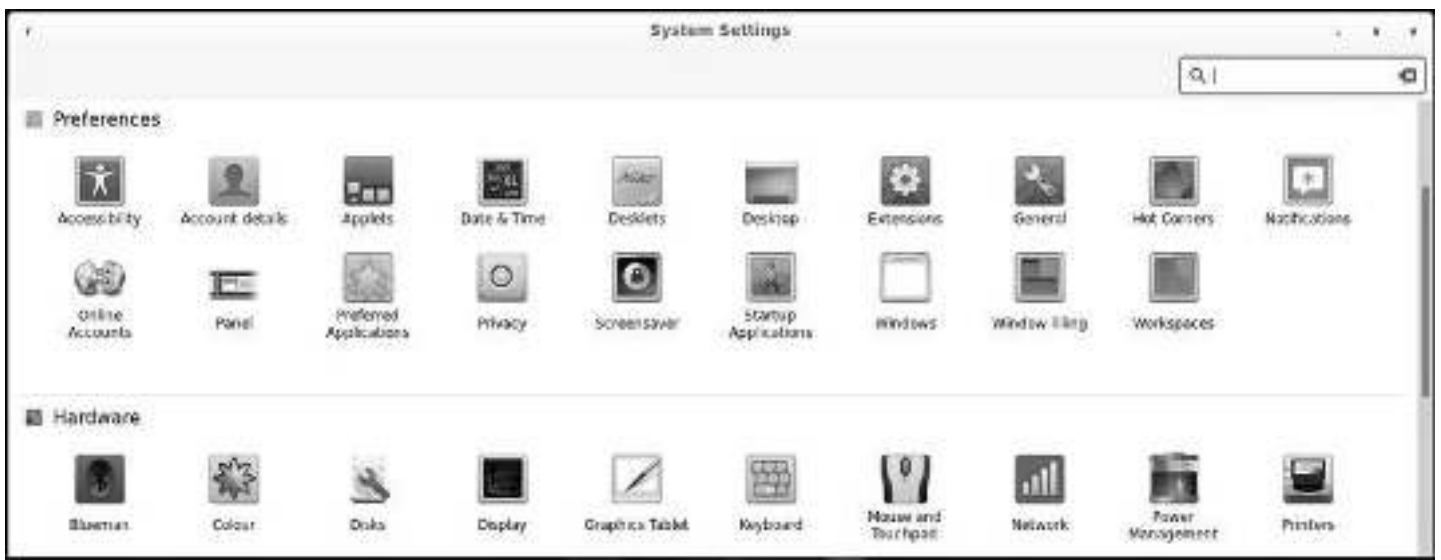 System Settings
Preferences
Accessibility Account details Applets Date & Time Desklets Desktop Extensions General Hot Corners Notifications
Online Accounts Panel Preferred Applications Privacy Screensaver Startup Applications Windows Window Tiling Workspaces
Hardware
Blueman Colour Disks Display Graphics Tablet Keyboard Mouse and Touchpad Network Power Management Printers